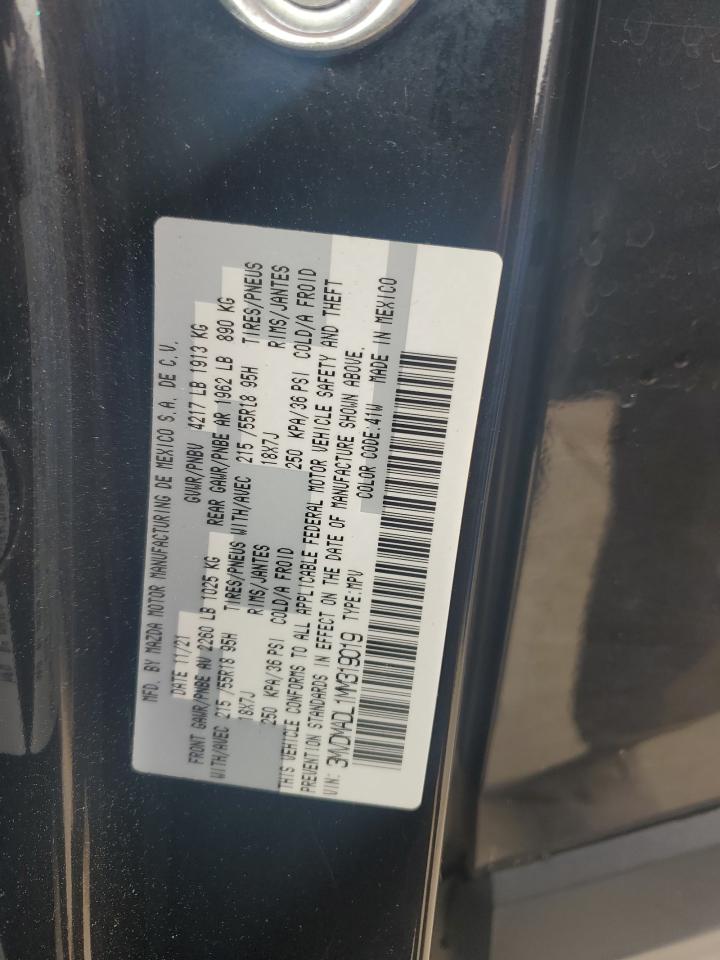 MFD. BY MAZDA MOTOR MANUFACTURING DE MEXICO S.A. DE C.V.
DATE 11/21 GVWR/PNBV 4217 LB 1913 KG
FRONT GAWR/PNBE AV 2260 LB 1025 KG REAR GAWR/PNBE AR 1962 LB 890 KG
WITH/AVEC 215 /55R18 95H TIRES/PNEUS WITH/AVEC 215 /55R18 95H TIRES/PNEUS
18X7J RIMS/JANTES 18X7J RIMS/JANTES
250 KPA/36 PSI COLD/A FROID 250 KPA/36 PSI COLD/A FROID
THIS VEHICLE CONFORMS TO ALL APPLICABLE FEDERAL MOTOR VEHICLE SAFETY AND THEFT
PREVENTION STANDARDS IN EFFECT ON THE DATE OF MANUFACTURE SHOWN ABOVE.
VIN: 3MVDMADL1MM319019 TYPE:MPV COLOR CODE:41W MADE IN MEXICO